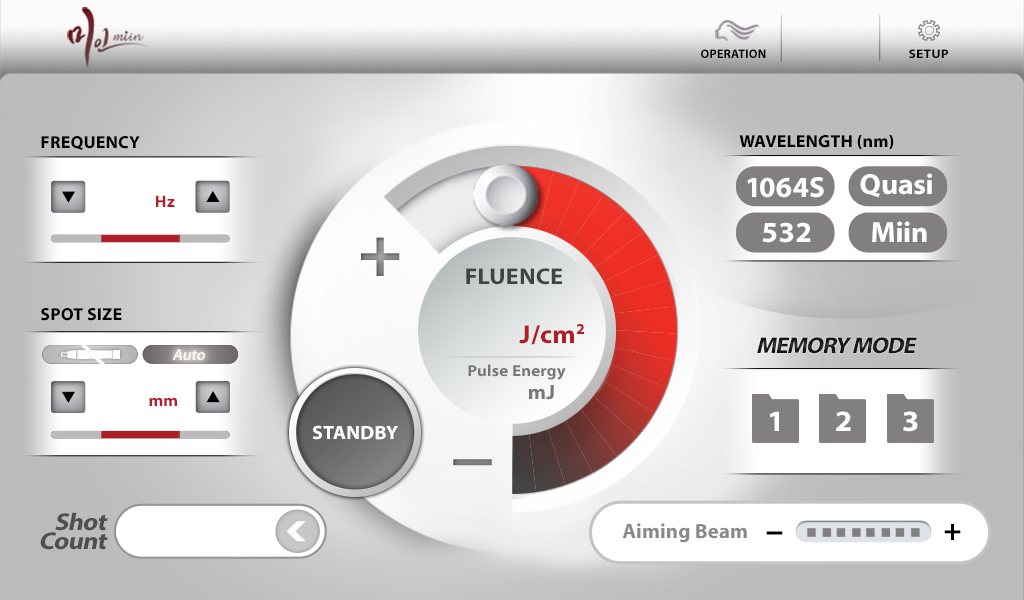 미인 miin
OPERATION
SETUP
FREQUENCY
Hz
SPOT SIZE
Auto
mm
Shot
Count
+
FLUENCE
J/cm²
Pulse Energy
mJ
STANDBY
−
WAVELENGTH (nm)
1064S Quasi
532 Miin
MEMORY MODE
1 2 3
Aiming Beam − +